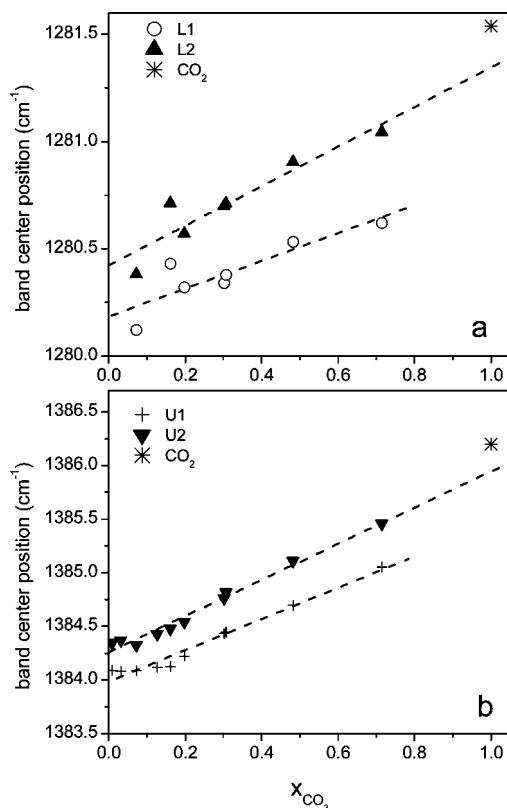 band center position (cm⁻¹)
1281.5
1281.0
1280.5
1280.0
L1
L2
CO₂
a
0.0 0.2 0.4 0.6 0.8 1.0
band center position (cm⁻¹)
1386.5
1386.0
1385.5
1385.0
1384.5
1384.0
1383.5
U1
U2
CO₂
b
0.0 0.2 0.4 0.6 0.8 1.0
x_CO₂